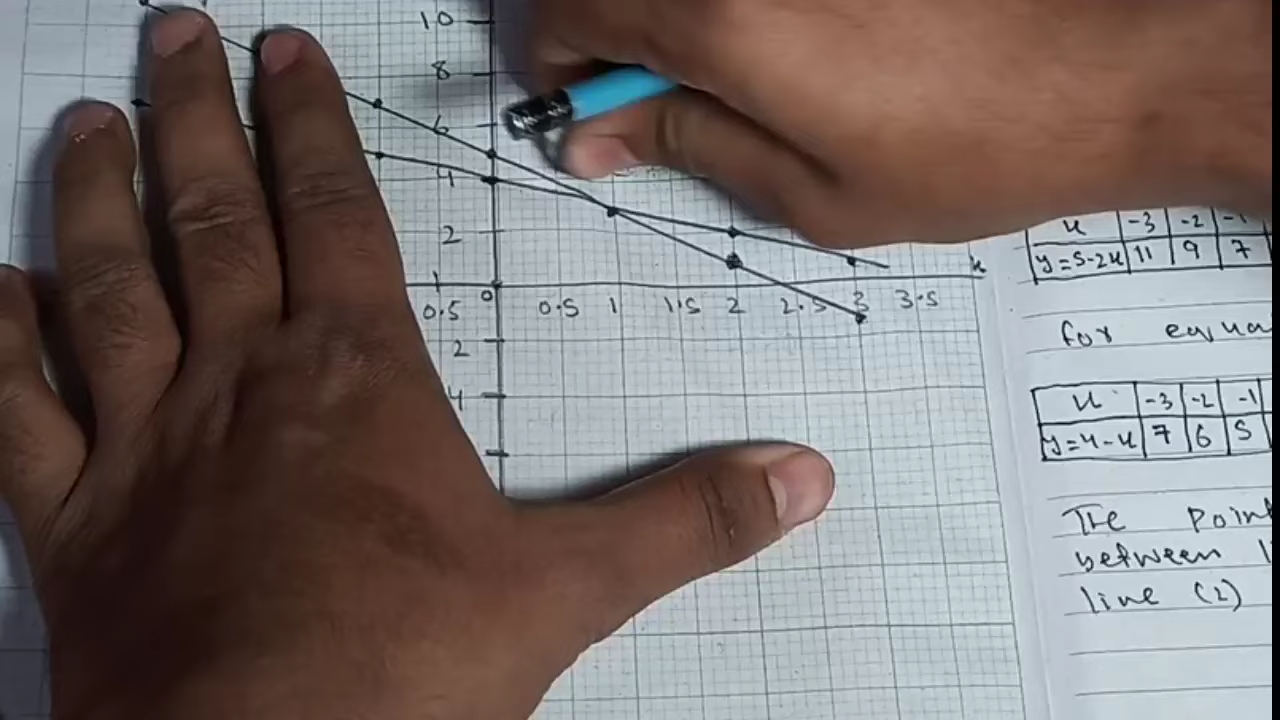 10
8
6
4
2
x
0
0.5
0.5
1
1.5
2
2.5
3
3.5
2
4
x -3 -2 -1
y=5-2x 11 9 7
for
x -3 -2 -1
y=4-x 7 6 5
The
between
line (2)